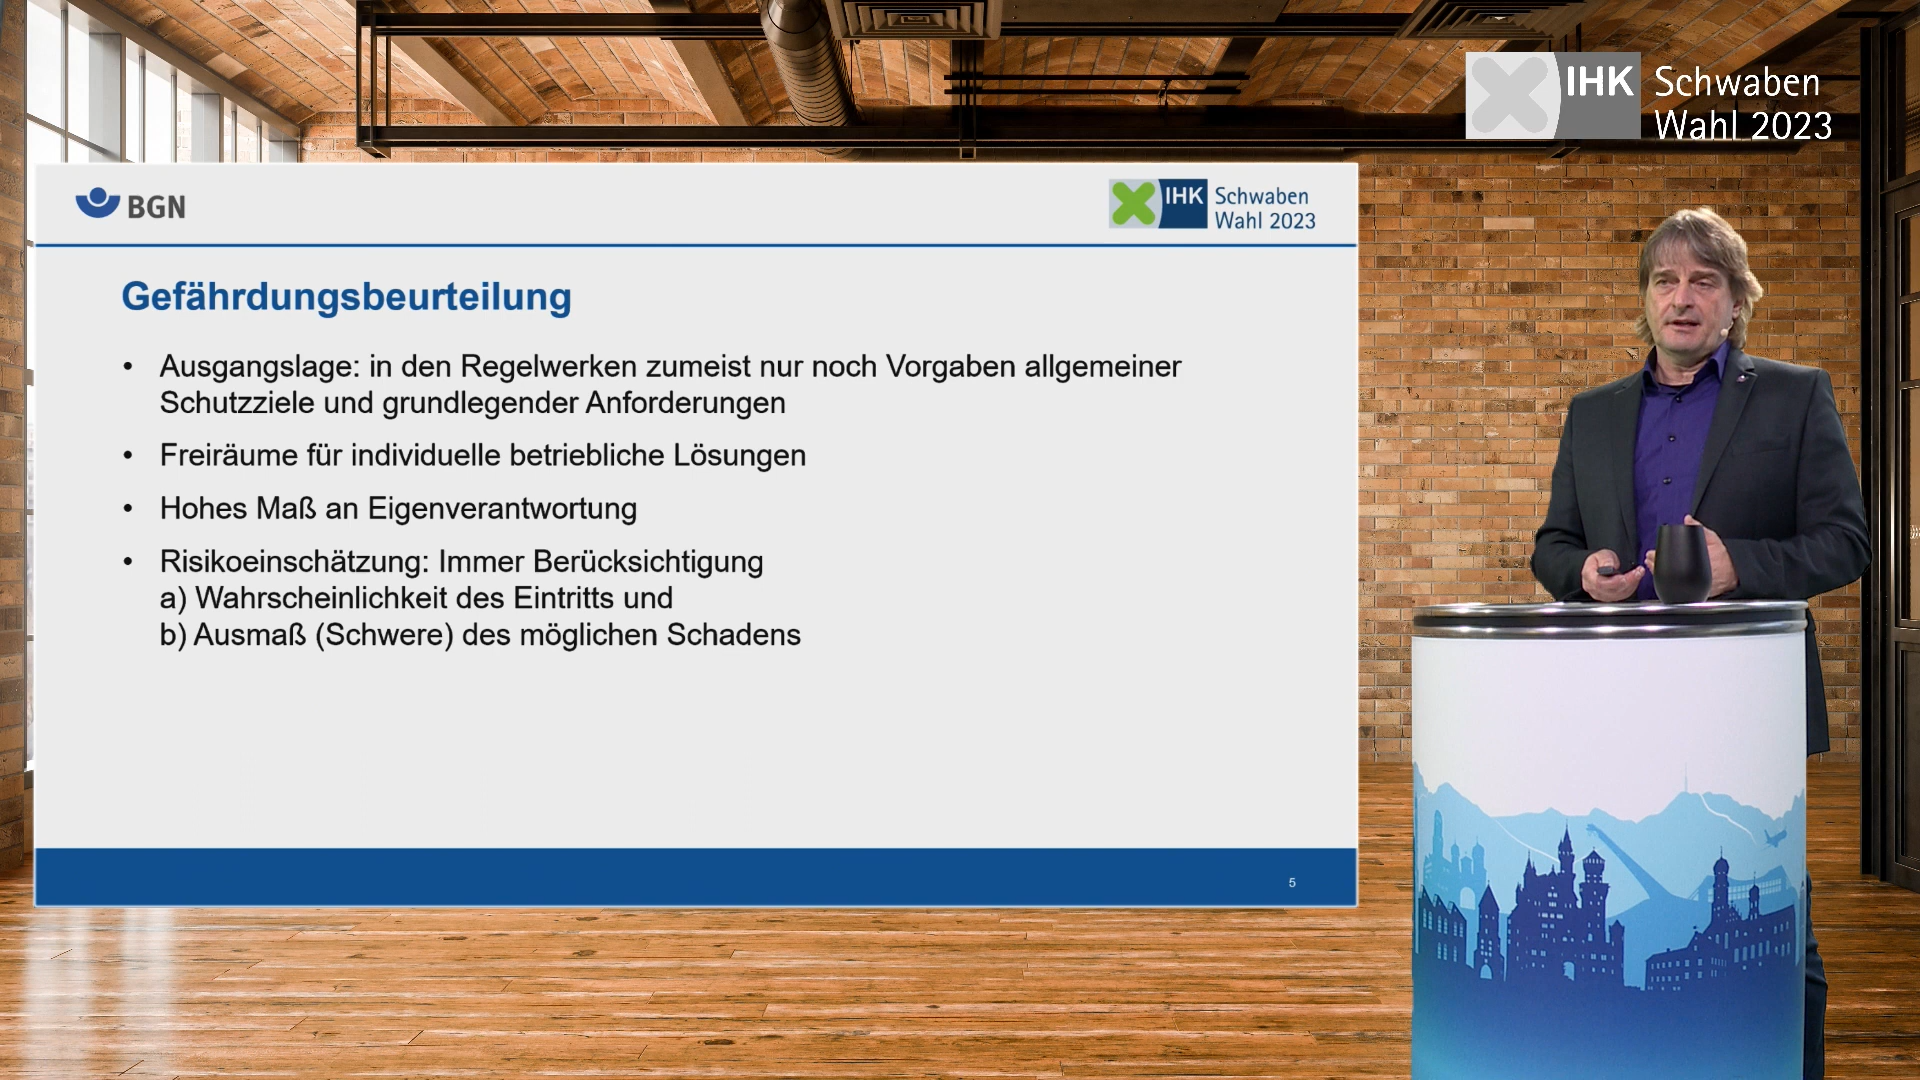 IHK Schwaben
Wahl 2023
BGN
IHK Schwaben
Wahl 2023
Gefährdungsbeurteilung
• Ausgangslage: in den Regelwerken zumeist nur noch Vorgaben allgemeiner
Schutzziele und grundlegender Anforderungen
• Freiräume für individuelle betriebliche Lösungen
• Hohes Maß an Eigenverantwortung
• Risikoeinschätzung: Immer Berücksichtigung
a) Wahrscheinlichkeit des Eintritts und
b) Ausmaß (Schwere) des möglichen Schadens
5